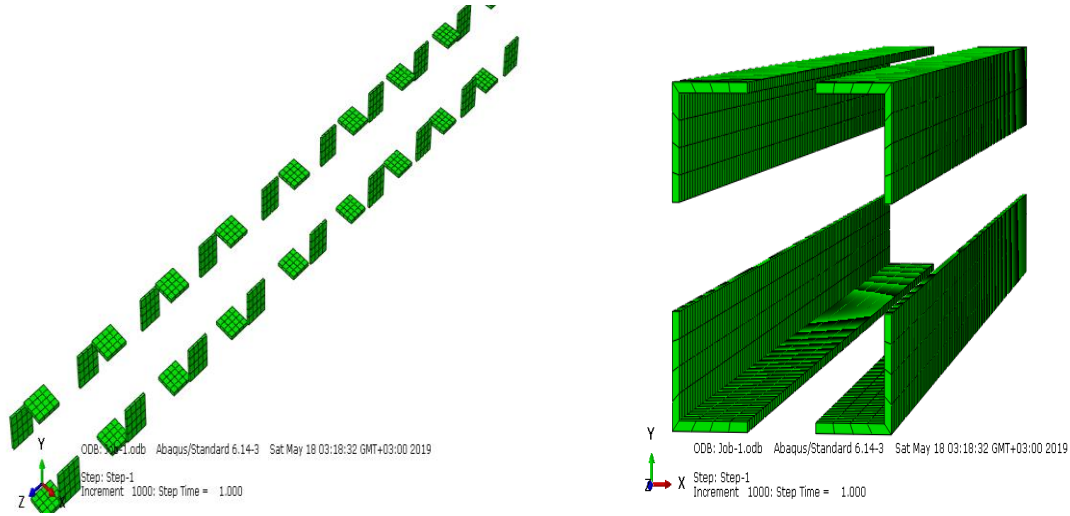 Y
Z X
ODB: Job-1.odb Abaqus/Standard 6.14-3 Sat May 18 03:18:32 GMT+03:00 2019
Step: Step-1
Increment 1000: Step Time = 1.000
Y
Z X
ODB: Job-1.odb Abaqus/Standard 6.14-3 Sat May 18 03:18:32 GMT+03:00 2019
Step: Step-1
Increment 1000: Step Time = 1.000